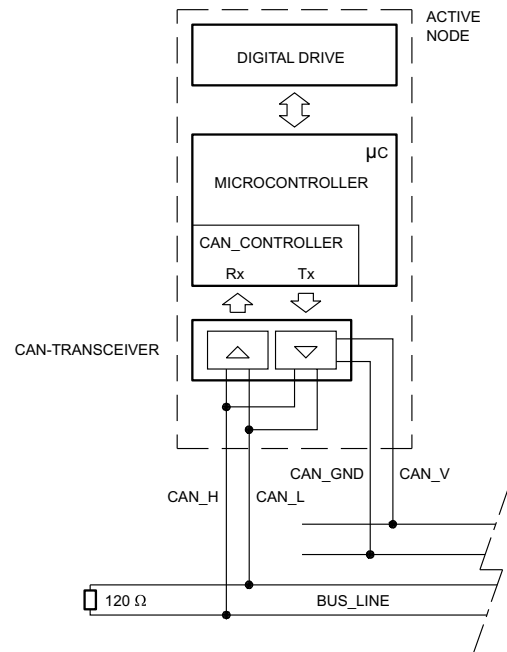 ACTIVE
NODE
DIGITAL DRIVE
µC
MICROCONTROLLER
CAN_CONTROLLER
Rx Tx
CAN-TRANSCEIVER
CAN_GND CAN_V
CAN_H CAN_L
120 Ω BUS_LINE